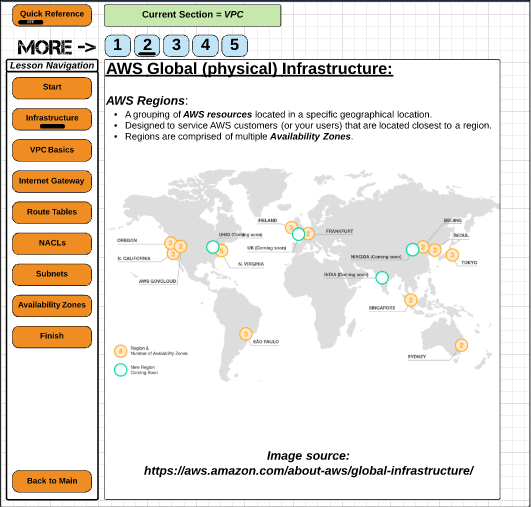 Quick Reference
OFF
Current Section = VPC
MORE ->
1 2 3 4 5
Lesson Navigation
Start
Infrastructure
VPC Basics
Internet Gateway
Route Tables
NACLs
Subnets
Availability Zones
Finish
Back to Main
AWS Global (physical) Infrastructure:
AWS Regions:
• A grouping of AWS resources located in a specific geographical location.
• Designed to service AWS customers (or your users) that are located closest to a region.
• Regions are comprised of multiple Availability Zones.
IRELAND
BEIJING
OREGON
OHIO (Coming soon)
FRANKFURT
SEOUL
UK (Coming soon)
N. CALIFORNIA
NINGXIA (Coming soon)
N. VIRGINIA
TOKYO
INDIA (Coming soon)
AWS GOVCLOUD
SINGAPORE
SÃO PAULO
SYDNEY
# Region &
Number of Availability Zones
New Region
Coming Soon
Image source:
https://aws.amazon.com/about-aws/global-infrastructure/